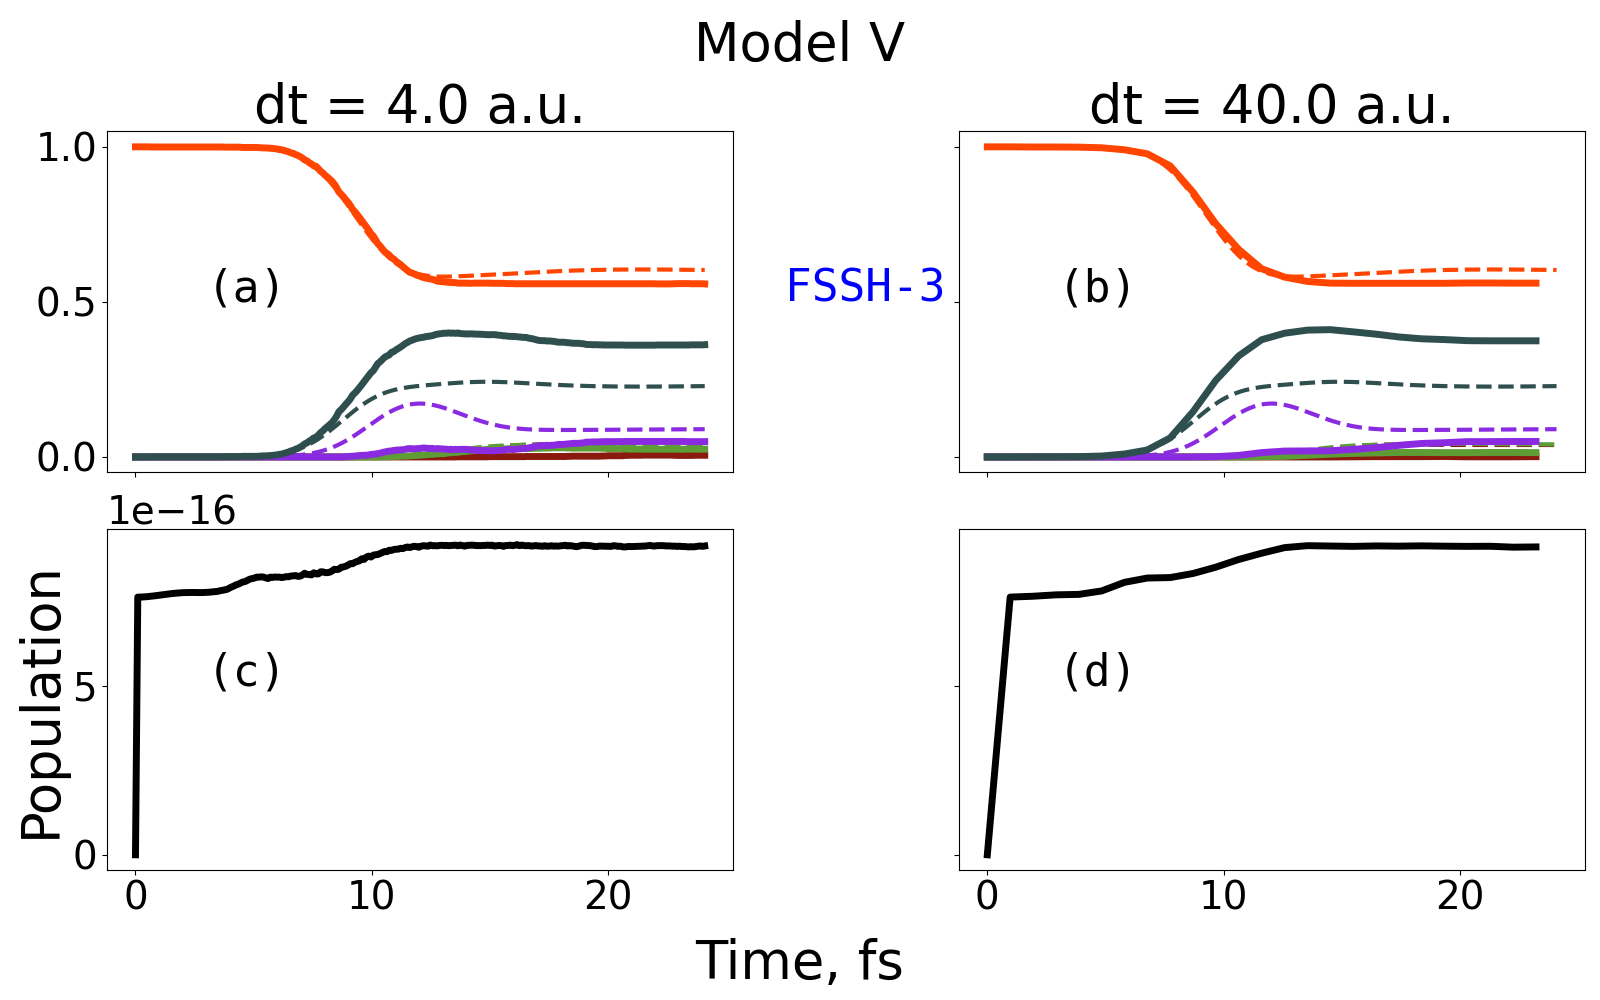 Model V
dt = 4.0 a.u.
dt = 40.0 a.u.
1.0
0.5
0.0
(a)
FSSH-3
(b)
1e−16
5
0
(c)
(d)
Population
0
10
20
0
10
20
Time, fs